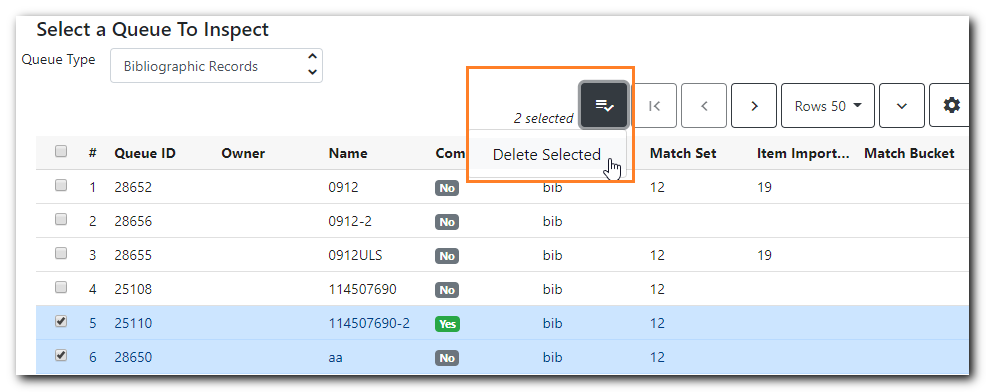 Select a Queue To Inspect
Queue Type Bibliographic Records
2 selected Rows 50
Delete Selected
# Queue ID Owner Name Com Match Set Item Import... Match Bucket
1 28652 0912 No bib 12 19
2 28656 0912-2 No bib
3 28655 0912ULS No bib 12 19
4 25108 114507690 No bib 12
5 25110 114507690-2 Yes bib 12
6 28650 aa No bib 12